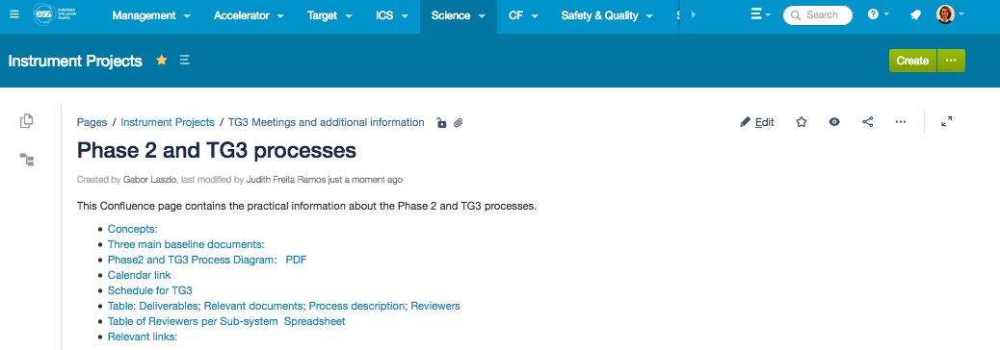 ess EUROPEAN SPALLATION SOURCE Management Accelerator Target ICS Science CF Safety & Quality Search
Instrument Projects Create ...
Pages / Instrument Projects / TG3 Meetings and additional information Edit
Phase 2 and TG3 processes
Created by Gabor Laszlo, last modified by Judith Freita Ramos just a moment ago
This Confluence page contains the practical information about the Phase 2 and TG3 processes.
Concepts:
Three main baseline documents:
Phase2 and TG3 Process Diagram: PDF
Calendar link
Schedule for TG3
Table: Deliverables; Relevant documents; Process description; Reviewers
Table of Reviewers per Sub-system Spreadsheet
Relevant links: